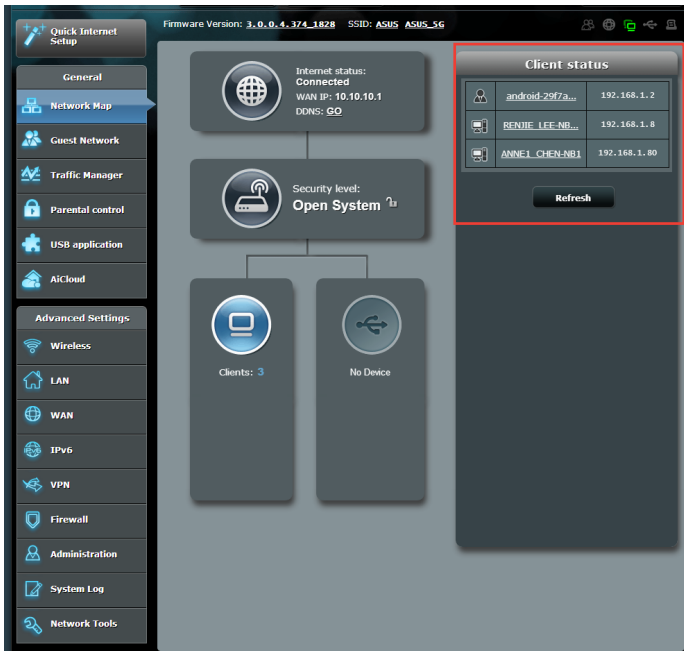 Quick Internet
Setup
Firmware Version: 3.0.0.4.374_1828 SSID: ASUS ASUS_5G
General
Network Map
Guest Network
Traffic Manager
Parental control
USB application
AiCloud
Advanced Settings
Wireless
LAN
WAN
IPv6
VPN
Firewall
Administration
System Log
Network Tools
Internet status:
Connected
WAN IP: 10.10.10.1
DDNS: GO
Security level:
Open System
Clients: 3
No Device
Client status
android-29f7a... 192.168.1.2
RENJIE_LEE-NB... 192.168.1.8
ANNE1_CHEN-NB1 192.168.1.80
Refresh